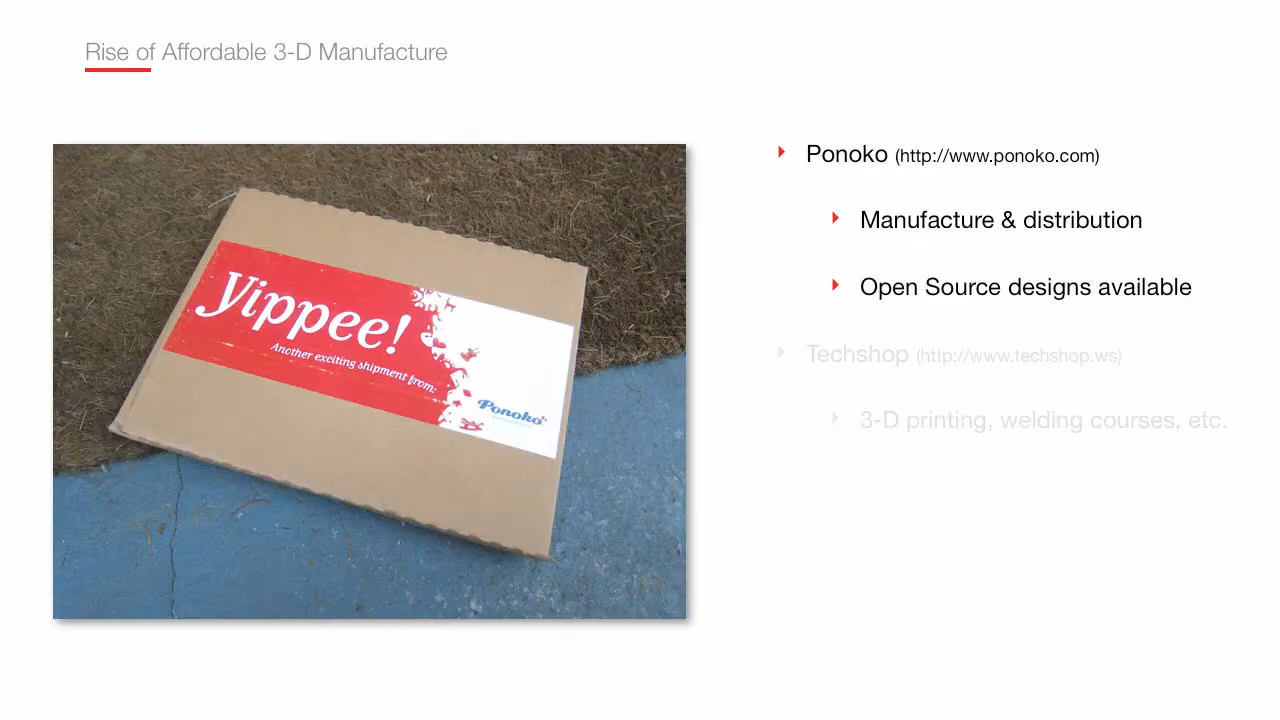 Rise of Affordable 3-D Manufacture
Ponoko (http://www.ponoko.com)
Manufacture & distribution
Open Source designs available
Techshop (http://www.techshop.ws)
3-D printing, welding courses, etc.
Yippee!
Another exciting shipment from:
Ponoko